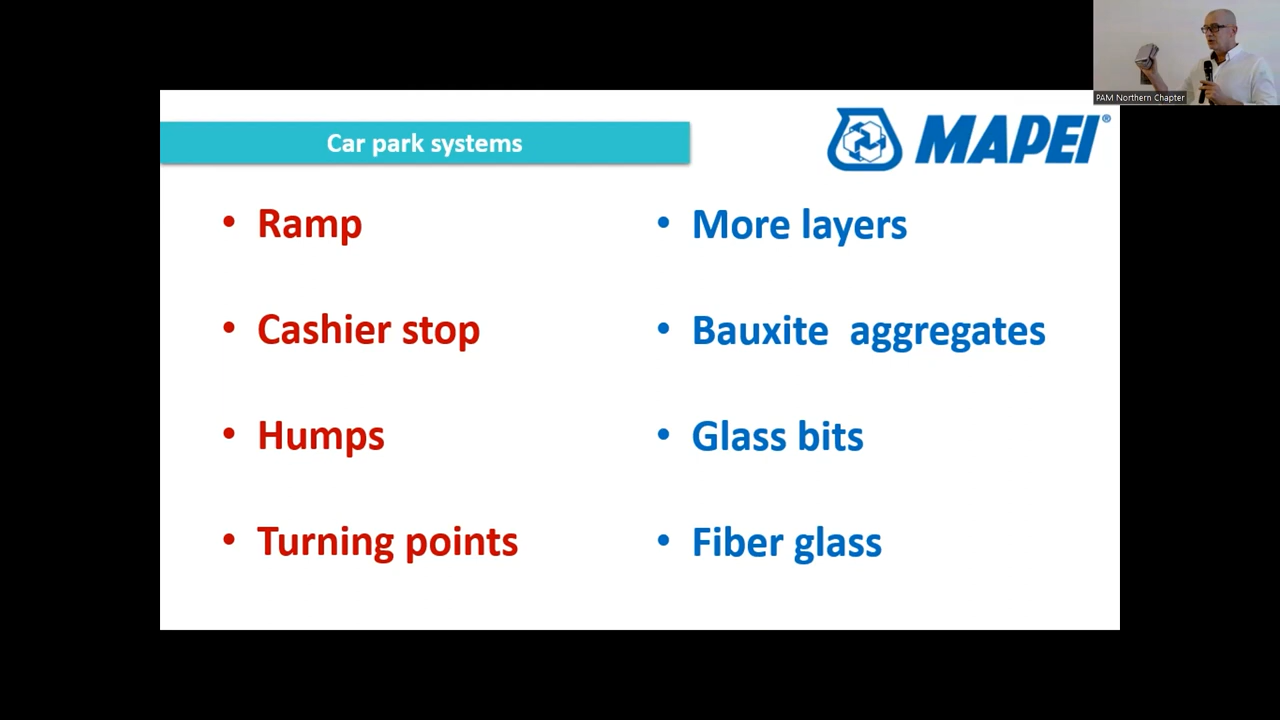 PAM Northern Chapter
Car park systems
MAPEI®
• Ramp
• Cashier stop
• Humps
• Turning points
• More layers
• Bauxite aggregates
• Glass bits
• Fiber glass